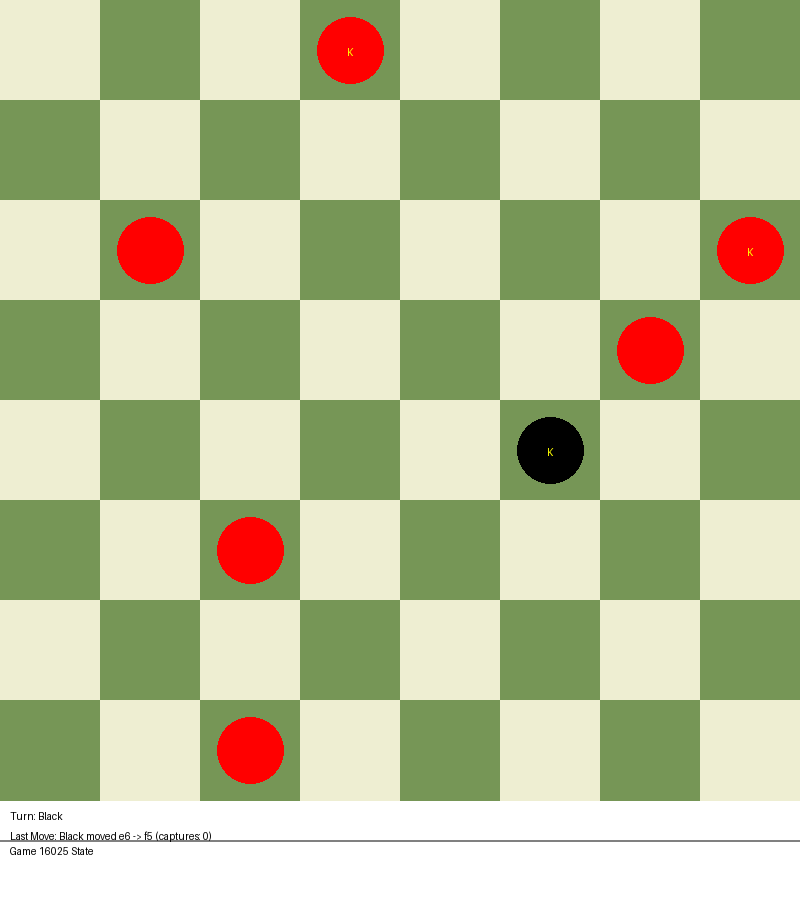 K
K
K
Turn: Black
Last Move: Black moved e6 -> f5 (captures: 0)
Game 16025 State